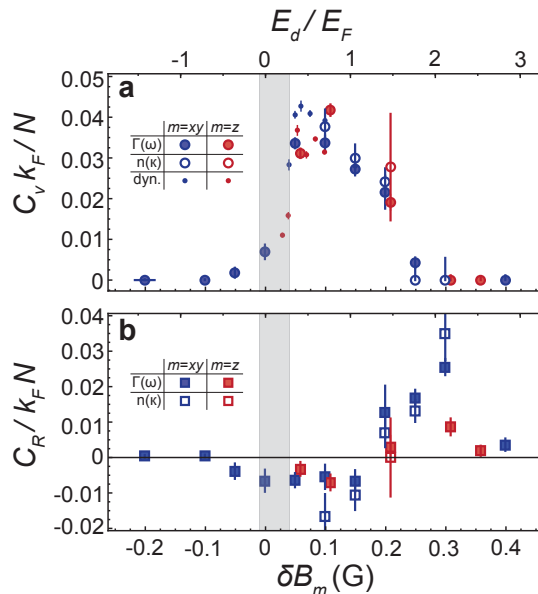 E_d / E_F
-1 0 1 2 3
a
m=xy m=z
Γ(ω)
n(κ)
dyn.
C_v k_F / N
0.05
0.04
0.03
0.02
0.01
0
b
m=xy m=z
Γ(ω)
n(κ)
C_R / k_F N
0.04
0.03
0.02
0.01
0
-0.01
-0.02
-0.2 -0.1 0 0.1 0.2 0.3 0.4
δB_m (G)